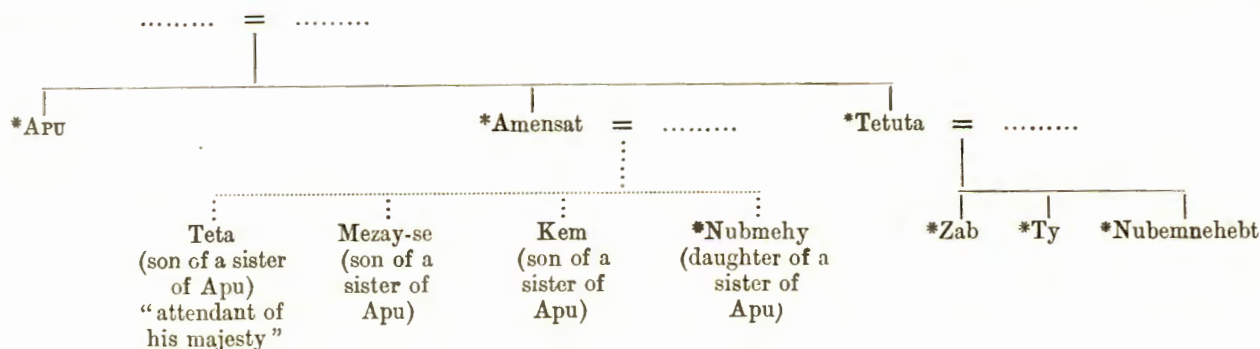 ......... = .........
*APU *Amensat = ......... *Tetuta = .........
Teta
(son of a sister
of Apu)
“attendant of
his majesty”
Mezay-se
(son of a
sister of
Apu)
Kem
(son of a
sister of
Apu)
*Nubmehy
(daughter of a
sister of
Apu)
*Zab *Ty *Nubemnehebt